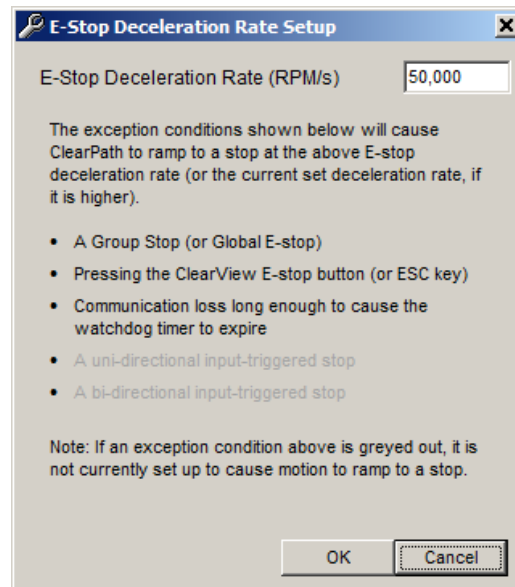 E-Stop Deceleration Rate Setup
E-Stop Deceleration Rate (RPM/s) 50,000
The exception conditions shown below will cause
ClearPath to ramp to a stop at the above E-stop
deceleration rate (or the current set deceleration rate, if
it is higher).
• A Group Stop (or Global E-stop)
• Pressing the ClearView E-stop button (or ESC key)
• Communication loss long enough to cause the
watchdog timer to expire
• A uni-directional input-triggered stop
• A bi-directional input-triggered stop
Note: If an exception condition above is greyed out, it is
not currently set up to cause motion to ramp to a stop.
OK Cancel